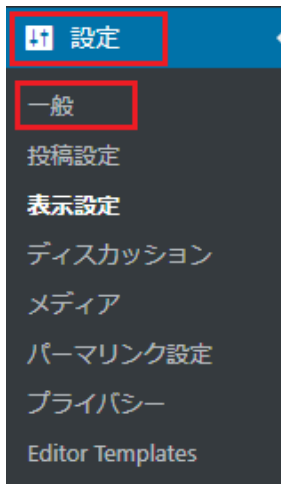 設定
一般
投稿設定
表示設定
ディスカッション
メディア
パーマリンク設定
プライバシー
Editor Templates